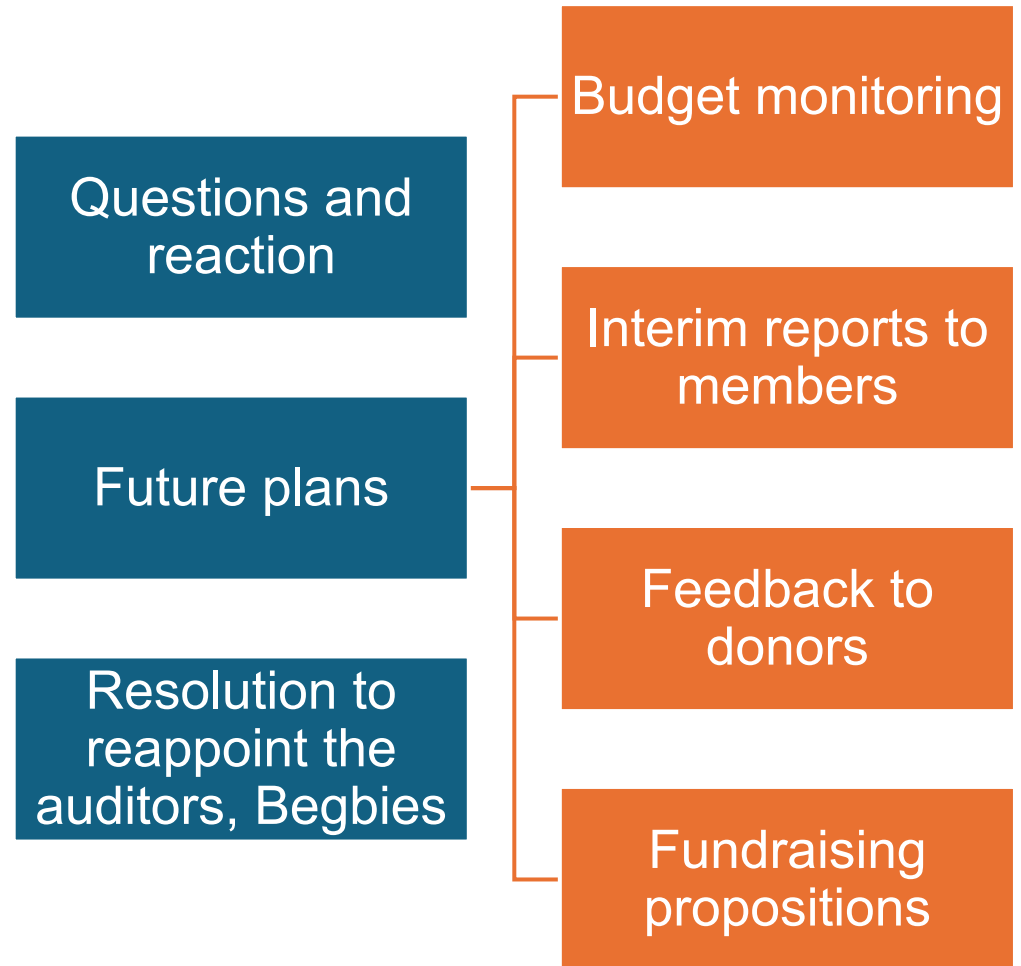 Questions and
reaction
Future plans
Resolution to
reappoint the
auditors, Begbies
Budget monitoring
Interim reports to
members
Feedback to
donors
Fundraising
propositions